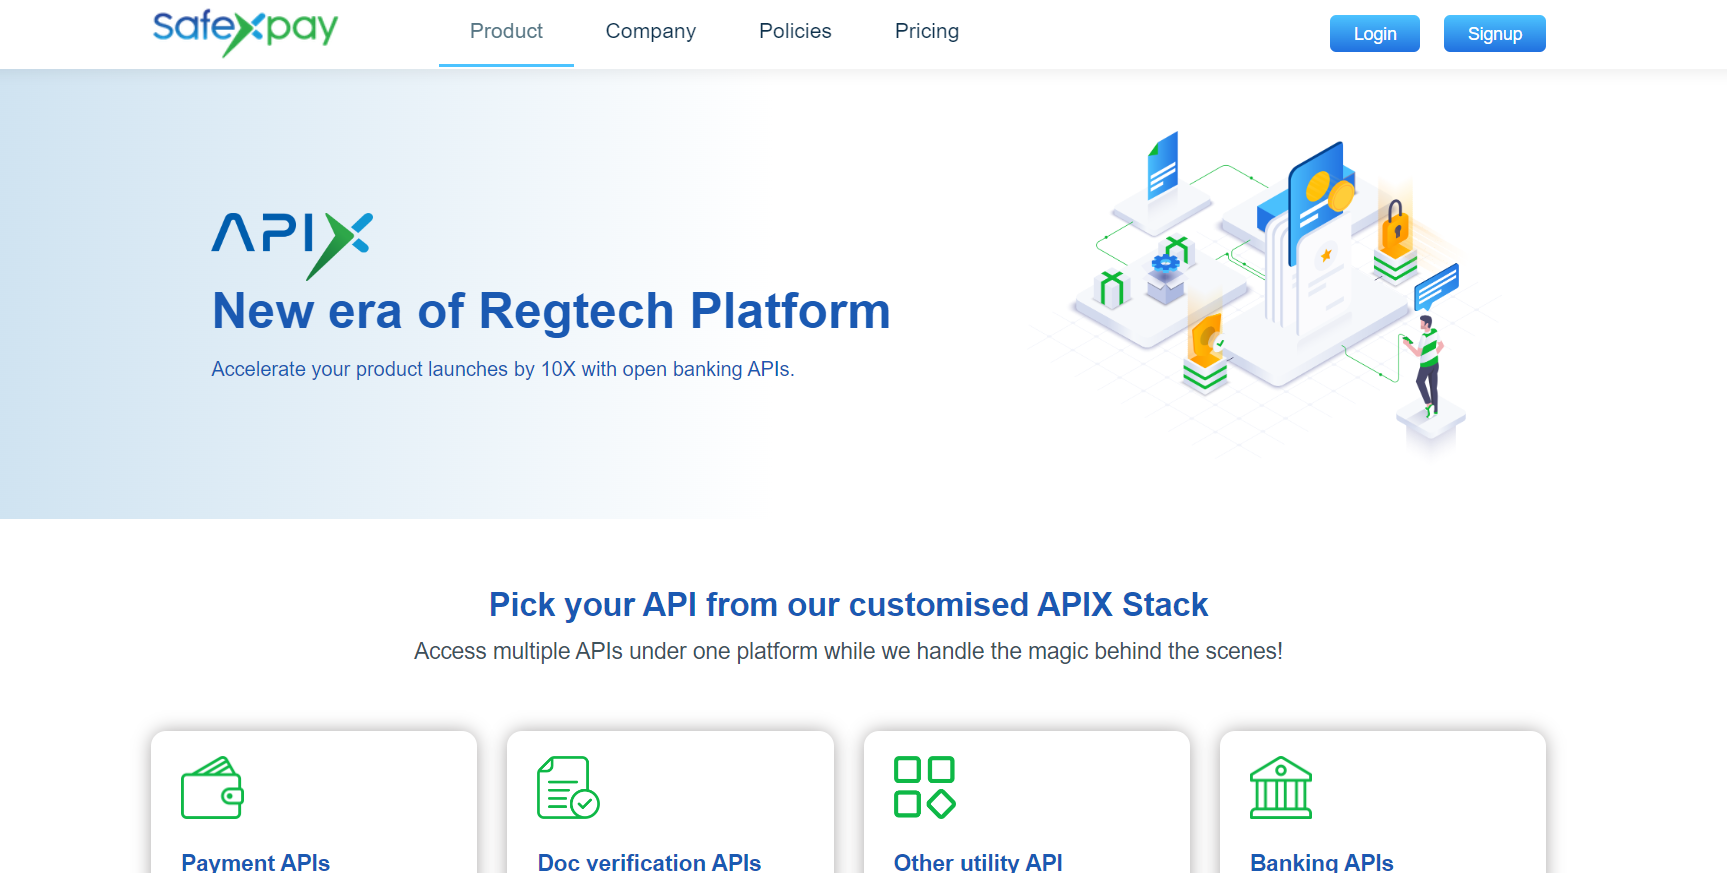 Safexpay
Product
Company
Policies
Pricing
Login
Signup
APIX
New era of Regtech Platform
Accelerate your product launches by 10X with open banking APIs.
Pick your API from our customised APIX Stack
Access multiple APIs under one platform while we handle the magic behind the scenes!
Payment APIs
Doc verification APIs
Other utility API
Banking APIs